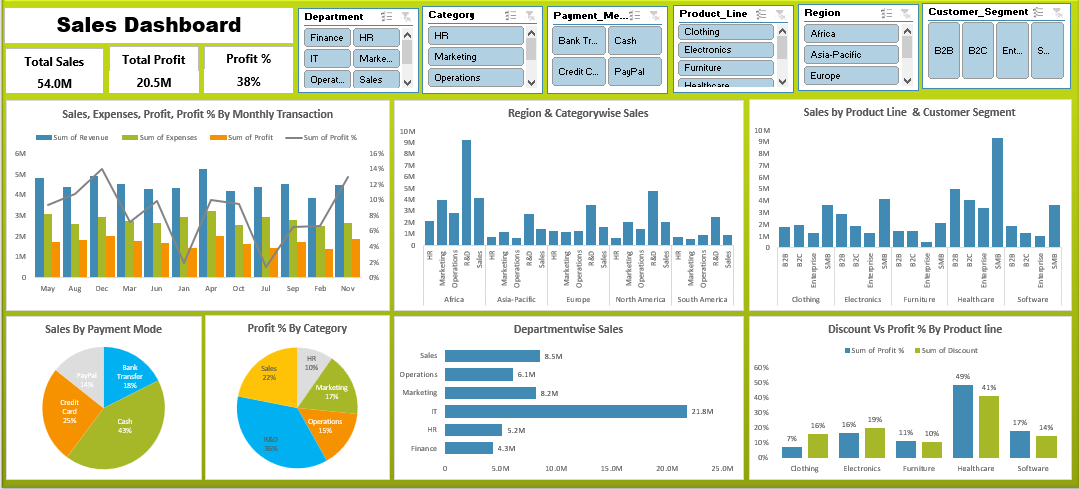 Sales Dashboard
Total Sales
54.0M
Total Profit
20.5M
Profit %
38%
Department
Finance HR
IT Marke...
Operat... Sales
Category
HR
Marketing
Operations
Payment_Me...
Bank Tr... Cash
Credit C... PayPal
Product_Line
Clothing
Electronics
Furniture
Healthcare
Region
Africa
Asia-Pacific
Europe
Customer_Segment
B2B B2C Ent... S...
Sales, Expenses, Profit, Profit % By Monthly Transaction
Sum of Revenue Sum of Expenses Sum of Profit Sum of Profit %
6M 16%
5M 14%
4M 12%
3M 10%
2M 8%
1M 6%
0M 4%
2%
0%
May Aug Dec Mar Jun Jan Apr Oct Jul Sep Feb Nov
Region & Categorywise Sales
10M
9M
8M
7M
6M
5M
4M
3M
2M
1M
0M
HR Marketing Operations R&D Sales HR Marketing Operations R&D Sales HR Marketing Operations R&D Sales HR Marketing Operations R&D Sales HR Marketing Operations R&D Sales
Africa Asia-Pacific Europe North America South America
Sales by Product Line & Customer Segment
10M
9M
8M
7M
6M
5M
4M
3M
2M
1M
0M
B2B B2C Enterprise SMB B2B B2C Enterprise SMB B2B B2C Enterprise SMB B2B B2C Enterprise SMB B2B B2C Enterprise SMB
Clothing Electronics Furniture Healthcare Software
Sales By Payment Mode
PayPal
14%
Bank
Transfer
18%
Credit
Card
25%
Cash
43%
Profit % By Category
HR
10%
Sales
22%
Marketing
17%
Operations
15%
R&D
36%
Departmentwise Sales
Sales 8.5M
Operations 6.1M
Marketing 8.2M
IT 21.8M
HR 5.2M
Finance 4.3M
0 5.0M 10.0M 15.0M 20.0M 25.0M
Discount Vs Profit % By Product line
Sum of Profit % Sum of Discount
60%
50%
40%
30%
20%
10%
0%
7% 16% 16% 19% 11% 10% 49% 41% 17% 14%
Clothing Electronics Furniture Healthcare Software